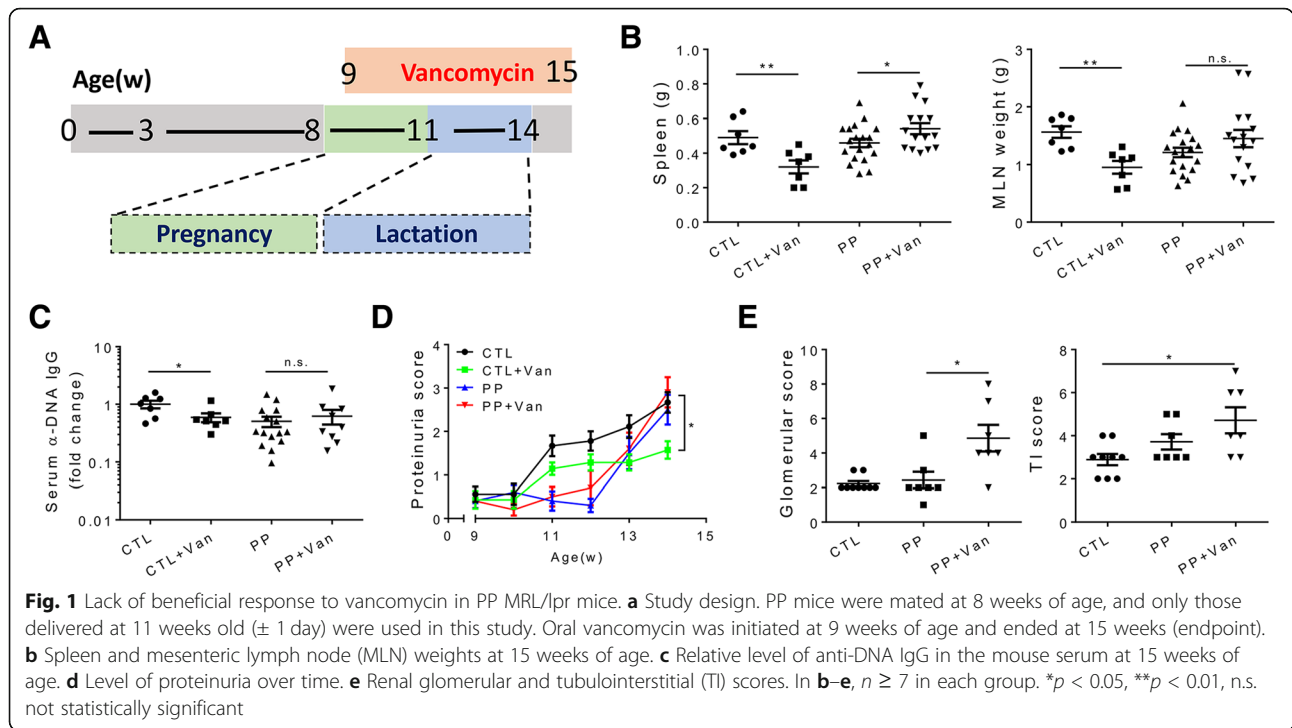 A
Age(w)
9 Vancomycin 15
0 3 8 11 14
Pregnancy Lactation
B
Spleen (g)
1.0
0.8
0.6
0.4
0.2
0.0
** *
CTL CTL+Van PP PP+Van
MLN weight (g)
3
2
1
0
** n.s.
CTL CTL+Van PP PP+Van
C
Serum α-DNA IgG
(fold change)
10
1
0.1
0.01
* n.s.
CTL CTL+Van PP PP+Van
D
Proteinuria score
4
3
2
1
0
CTL
CTL+Van
PP
PP+Van
*
0 9 11 13 15
Age(w)
E
Glomerular score
10
8
6
4
2
0
*
CTL PP PP+Van
TI score
8
6
4
2
0
*
CTL PP PP+Van
Fig. 1 Lack of beneficial response to vancomycin in PP MRL/lpr mice. a Study design. PP mice were mated at 8 weeks of age, and only those
delivered at 11 weeks old (± 1 day) were used in this study. Oral vancomycin was initiated at 9 weeks of age and ended at 15 weeks (endpoint).
b Spleen and mesenteric lymph node (MLN) weights at 15 weeks of age. c Relative level of anti-DNA IgG in the mouse serum at 15 weeks of
age. d Level of proteinuria over time. e Renal glomerular and tubulointerstitial (TI) scores. In b–e, n ≥ 7 in each group. *p < 0.05, **p < 0.01, n.s.
not statistically significant